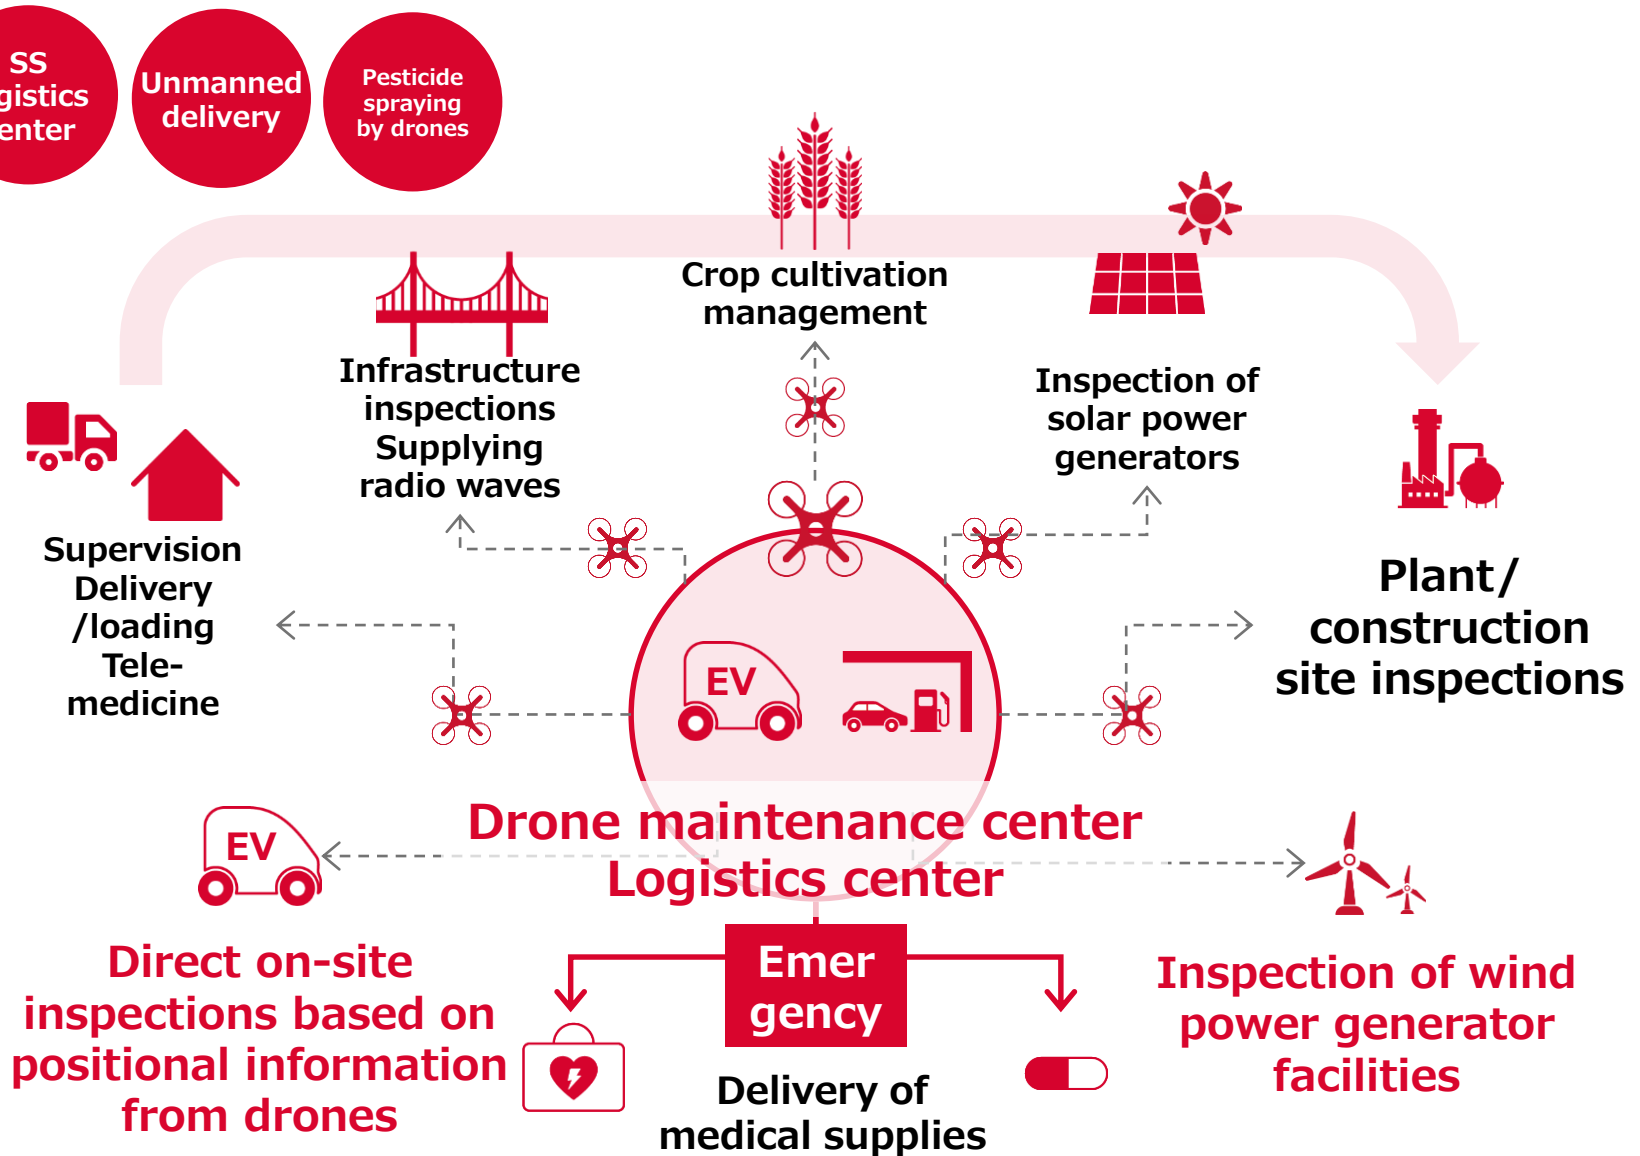 SS
gistics
enter
Unmanned
delivery
Pesticide
spraying
by drones
Crop cultivation
management
Infrastructure
inspections
Supplying
radio waves
Inspection of
solar power
generators
Supervision
Delivery
/loading
Tele-
medicine
Plant/
construction
site inspections
EV
Drone maintenance center
Logistics center
EV
Direct on-site
inspections based on
positional information
from drones
Emer
gency
Delivery of
medical supplies
Inspection of wind
power generator
facilities